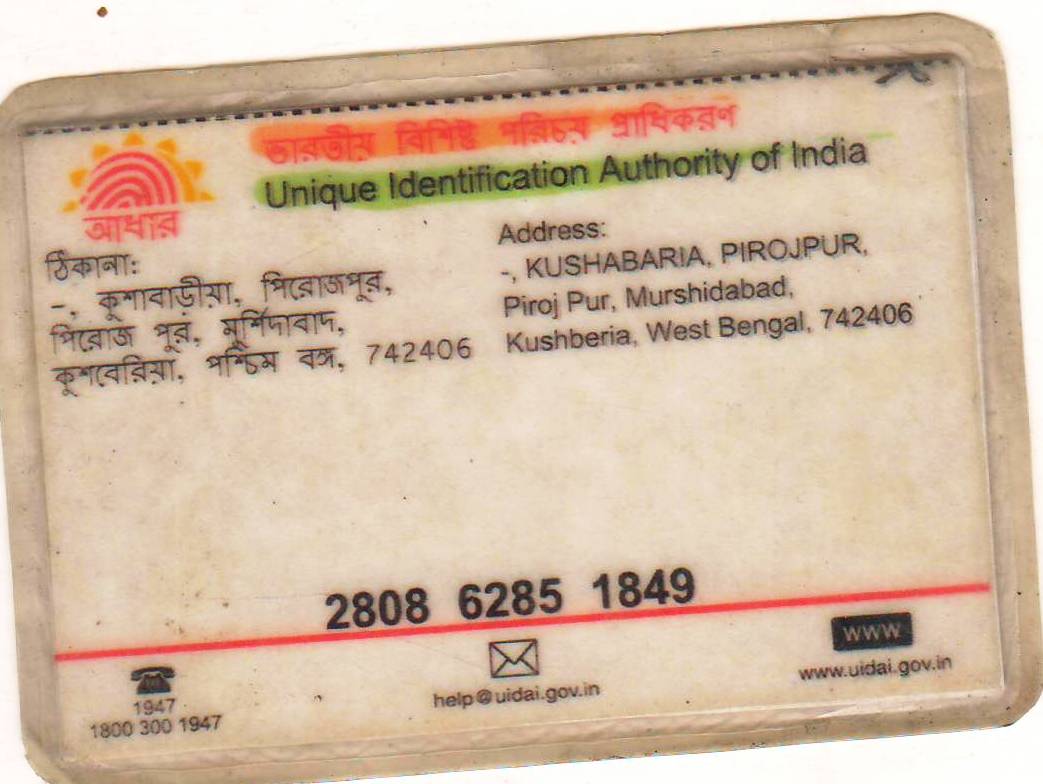 ভারতীয় বিশিষ্ট পরিচয় প্রাধিকরণ
Unique Identification Authority of India
আধার
ঠিকানা:
-, কুশাবাড়ীয়া, পিরোজপুর,
পিরোজ পুর, মুর্শিদাবাদ,
কুশবেরিয়া, পশ্চিম বঙ্গ, 742406
Address:
-, KUSHABARIA, PIROJPUR,
Piroj Pur, Murshidabad,
Kushberia, West Bengal, 742406
2808 6285 1849
1947
1800 300 1947
help@uidai.gov.in
www
www.uidai.gov.in